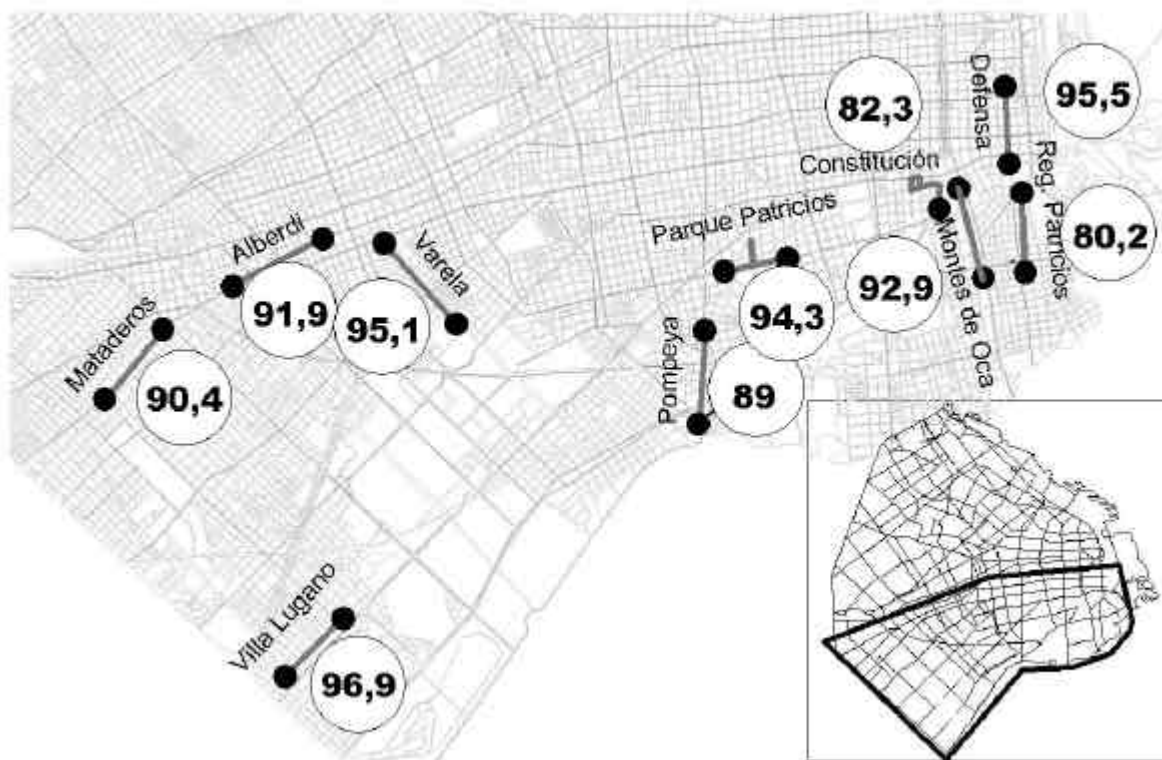 Defensa
95,5
82,3
Constitución
Reg. Patricios
80,2
Parque Patricios
Montes de Oca
92,9
94,3
Alberdi
91,9
Varela
95,1
Mataderos
90,4
Pompeya
89
Villa Lugano
96,9